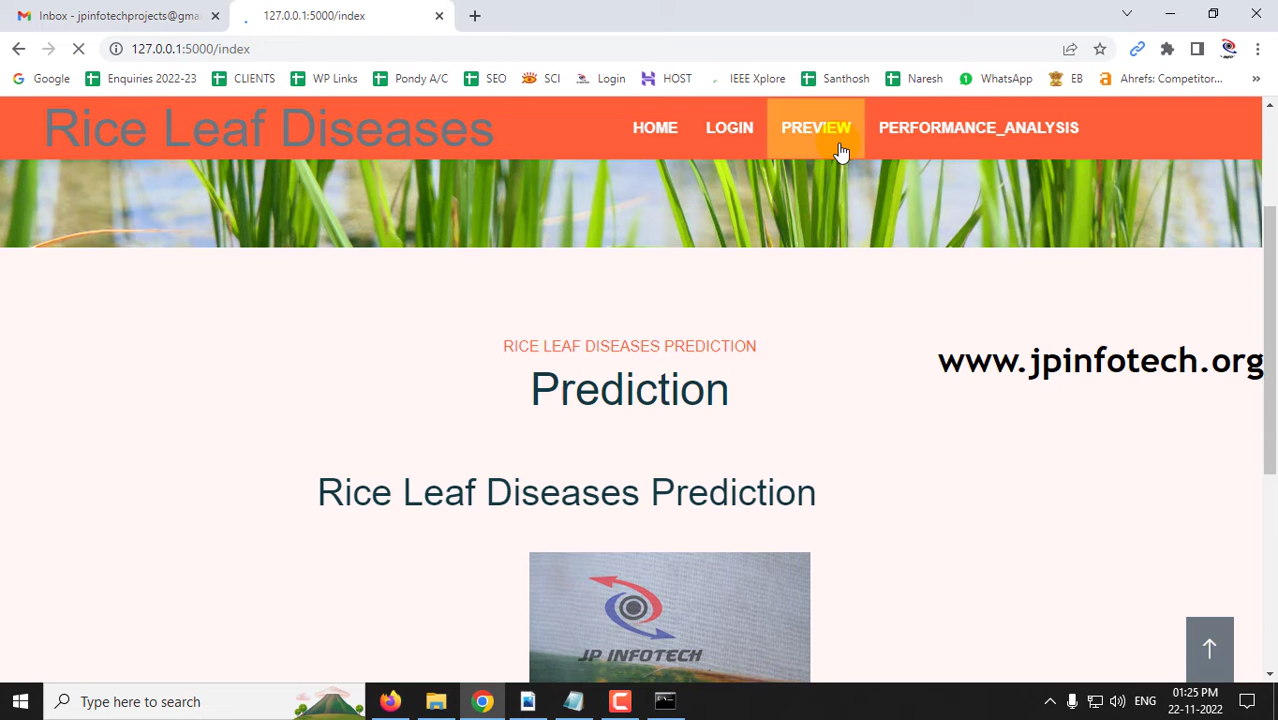 Inbox - jpinfotechprojects@gma
127.0.0.1:5000/index
127.0.0.1:5000/index
Google
Enquiries 2022-23
CLIENTS
WP Links
Pondy A/C
SEO
SCI
Login
HOST
IEEE Xplore
Santhosh
Naresh
WhatsApp
EB
Ahrefs: Competitor...
Rice Leaf Diseases
HOME
LOGIN
PREVIEW
PERFORMANCE_ANALYSIS
RICE LEAF DISEASES PREDICTION
www.jpinfotech.org
Prediction
Rice Leaf Diseases Prediction
JP INFOTECH
Type here to search
ENG
01:25 PM
22-11-2022